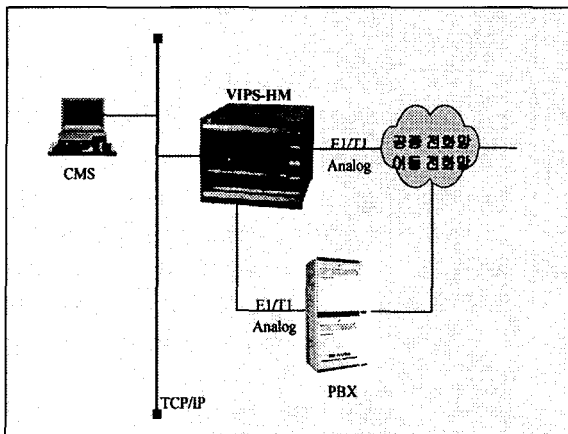 VIPS-HM
CMS
E1/T1
Analog
공중 전화망
이동 전화망
E1/T1
Analog
PBX
TCP/IP